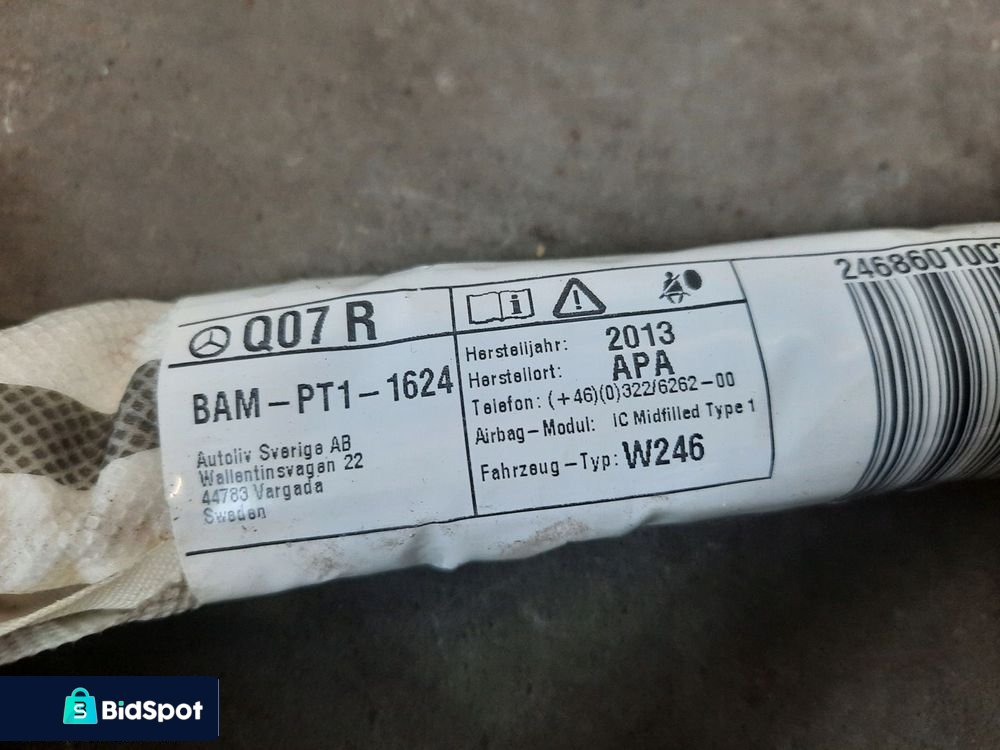 Q07 R
BAM-PT1-1624
Autoliv Sverige AB
Wallentinsvagen 22
44783 Vargada
Sweden
i
Herstelljahr: 2013
Herstellort: APA
Telefon: (+46)(0)322/6262-00
Airbag-Modul: IC Midfilled Type 1
Fahrzeug-Typ: W246
246860100
S
BidSpot